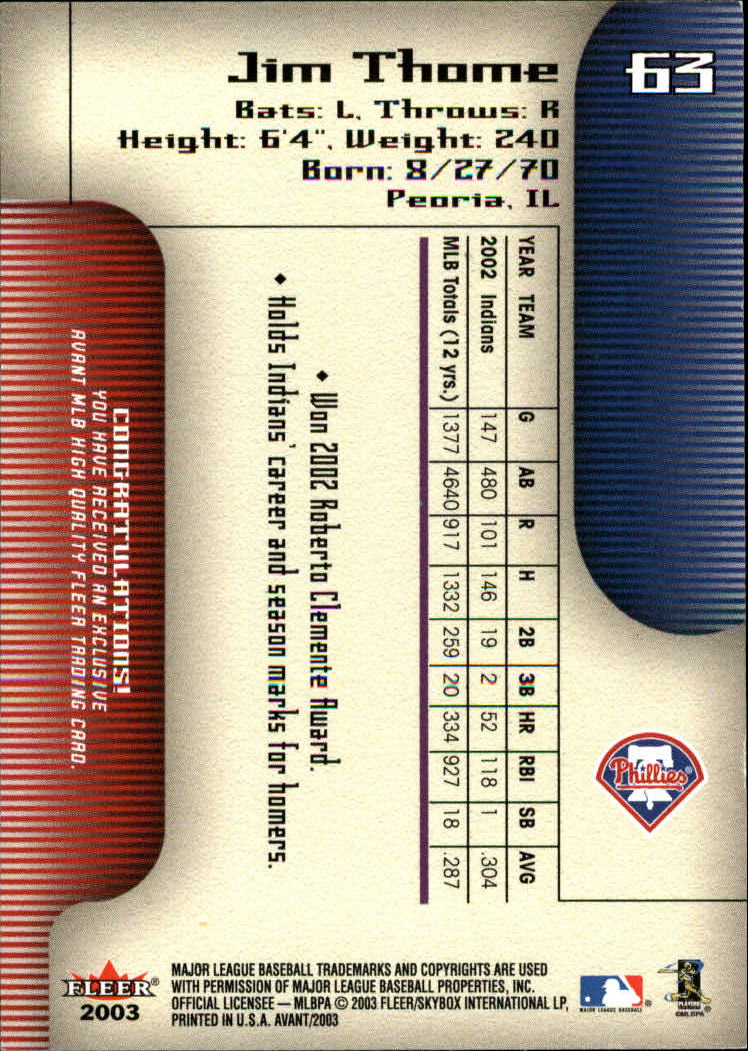 63
Jim Thome
Bats: L, Throws: R
Height: 6'4", Weight: 240
Born: 8/27/70
Peoria, IL
YEAR TEAM G AB R H 2B 3B HR RBI SB AVG
2002 Indians 147 480 101 146 19 2 52 118 1 .304
MLB Totals (12 yrs.) 1377 4640 917 1332 259 20 334 927 18 .287
♦ Won 2002 Roberto Clemente Award.
♦ Holds Indians' career and season marks for homers.
Phillies®
CONGRATULATIONS!
YOU HAVE RECEIVED AN EXCLUSIVE
AVANT MLB HIGH QUALITY FLEER TRADING CARD.
FLEER®
2003
MAJOR LEAGUE BASEBALL TRADEMARKS AND COPYRIGHTS ARE USED
WITH PERMISSION OF MAJOR LEAGUE BASEBALL PROPERTIES, INC.
OFFICIAL LICENSEE — MLBPA © 2003 FLEER/SKYBOX INTERNATIONAL LP,
PRINTED IN U.S.A. AVANT/2003
MAJOR LEAGUE BASEBALL
PLAYERS
©MLBPA